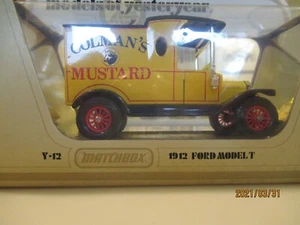 models of yesteryear
COLMAN'S
MUSTARD
Y-12 MATCHBOX 1912 FORD MODEL T
2021/03/31